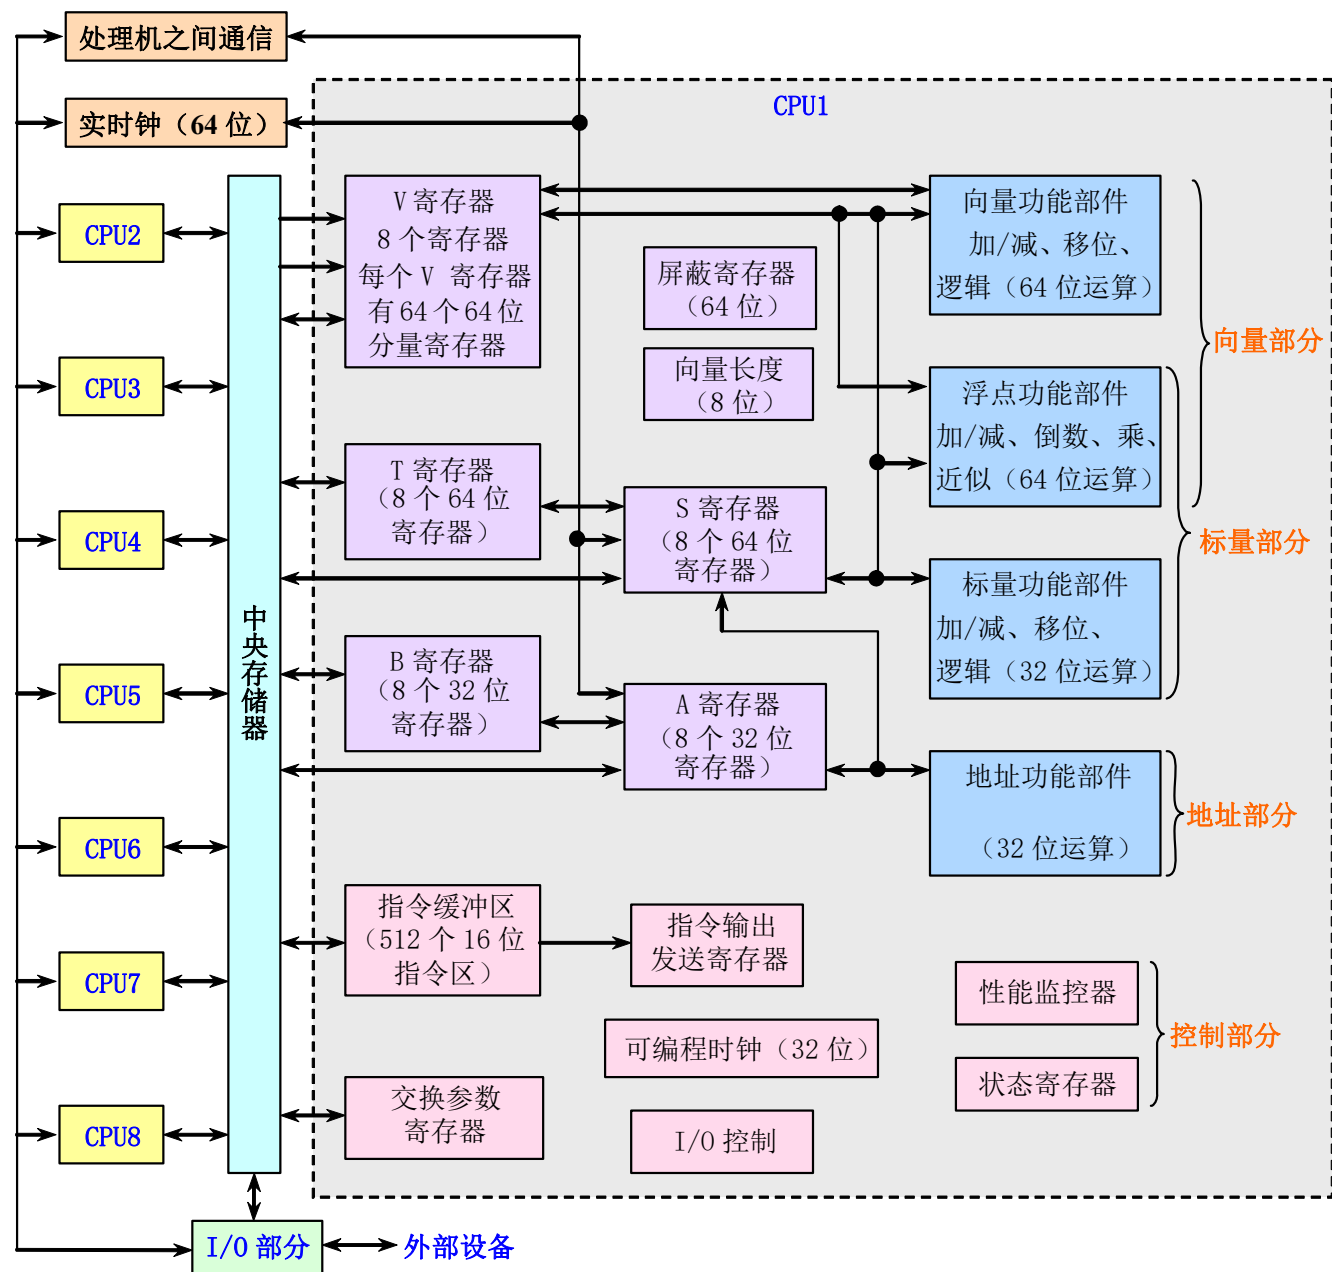 处理机之间通信
实时钟（64 位）
CPU1
CPU2
CPU3
CPU4
CPU5
CPU6
CPU7
CPU8
中央存储器
V 寄存器
8 个寄存器
每个 V 寄存器
有 64 个 64 位
分量寄存器
屏蔽寄存器
（64 位）
向量长度
（8 位）
T 寄存器
（8 个 64 位
寄存器）
S 寄存器
（8 个 64 位
寄存器）
B 寄存器
（8 个 32 位
寄存器）
A 寄存器
（8 个 32 位
寄存器）
向量功能部件
加/减、移位、
逻辑（64 位运算）
浮点功能部件
加/减、倒数、乘、
近似（64 位运算）
标量功能部件
加/减、移位、
逻辑（32 位运算）
地址功能部件
（32 位运算）
向量部分
标量部分
地址部分
指令缓冲区
（512 个 16 位
指令区）
指令输出
发送寄存器
可编程时钟（32 位）
交换参数
寄存器
I/O 控制
性能监控器
状态寄存器
控制部分
I/O 部分
外部设备